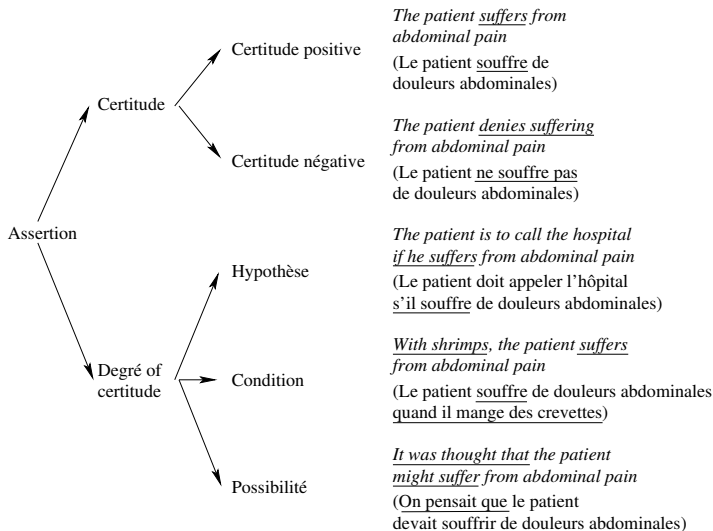 The patient suffers from
abdominal pain
Certitude positive
(Le patient souffre de
douleurs abdominales)
Certitude
The patient denies suffering
from abdominal pain
Certitude négative
(Le patient ne souffre pas
de douleurs abdominales)
Assertion
The patient is to call the hospital
if he suffers from abdominal pain
Hypothèse
(Le patient doit appeler l’hôpital
s’il souffre de douleurs abdominales)
Degré of
certitude
With shrimps, the patient suffers
from abdominal pain
Condition
(Le patient souffre de douleurs abdominales
quand il mange des crevettes)
It was thought that the patient
might suffer from abdominal pain
Possibilité
(On pensait que le patient
devait souffrir de douleurs abdominales)